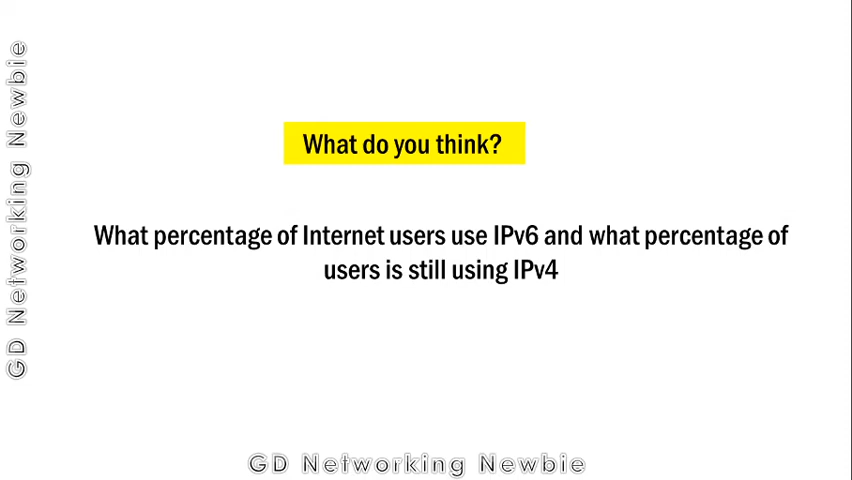 GD Networking Newbie
What do you think?
What percentage of Internet users use IPv6 and what percentage of
users is still using IPv4
GD Networking Newbie